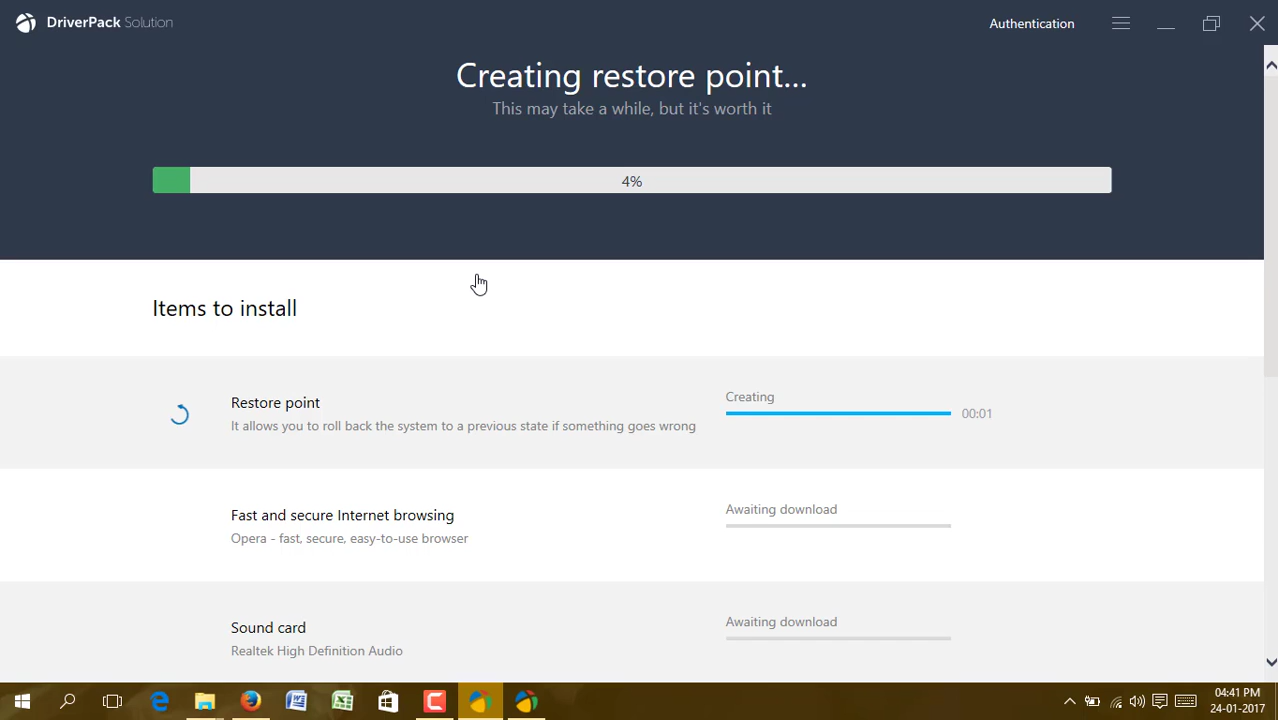 DriverPack Solution
Authentication
Creating restore point...
This may take a while, but it's worth it
4%
Items to install
Restore point
It allows you to roll back the system to a previous state if something goes wrong
Creating
00:01
Fast and secure Internet browsing
Opera - fast, secure, easy-to-use browser
Awaiting download
Sound card
Realtek High Definition Audio
Awaiting download
04:41 PM
24-01-2017